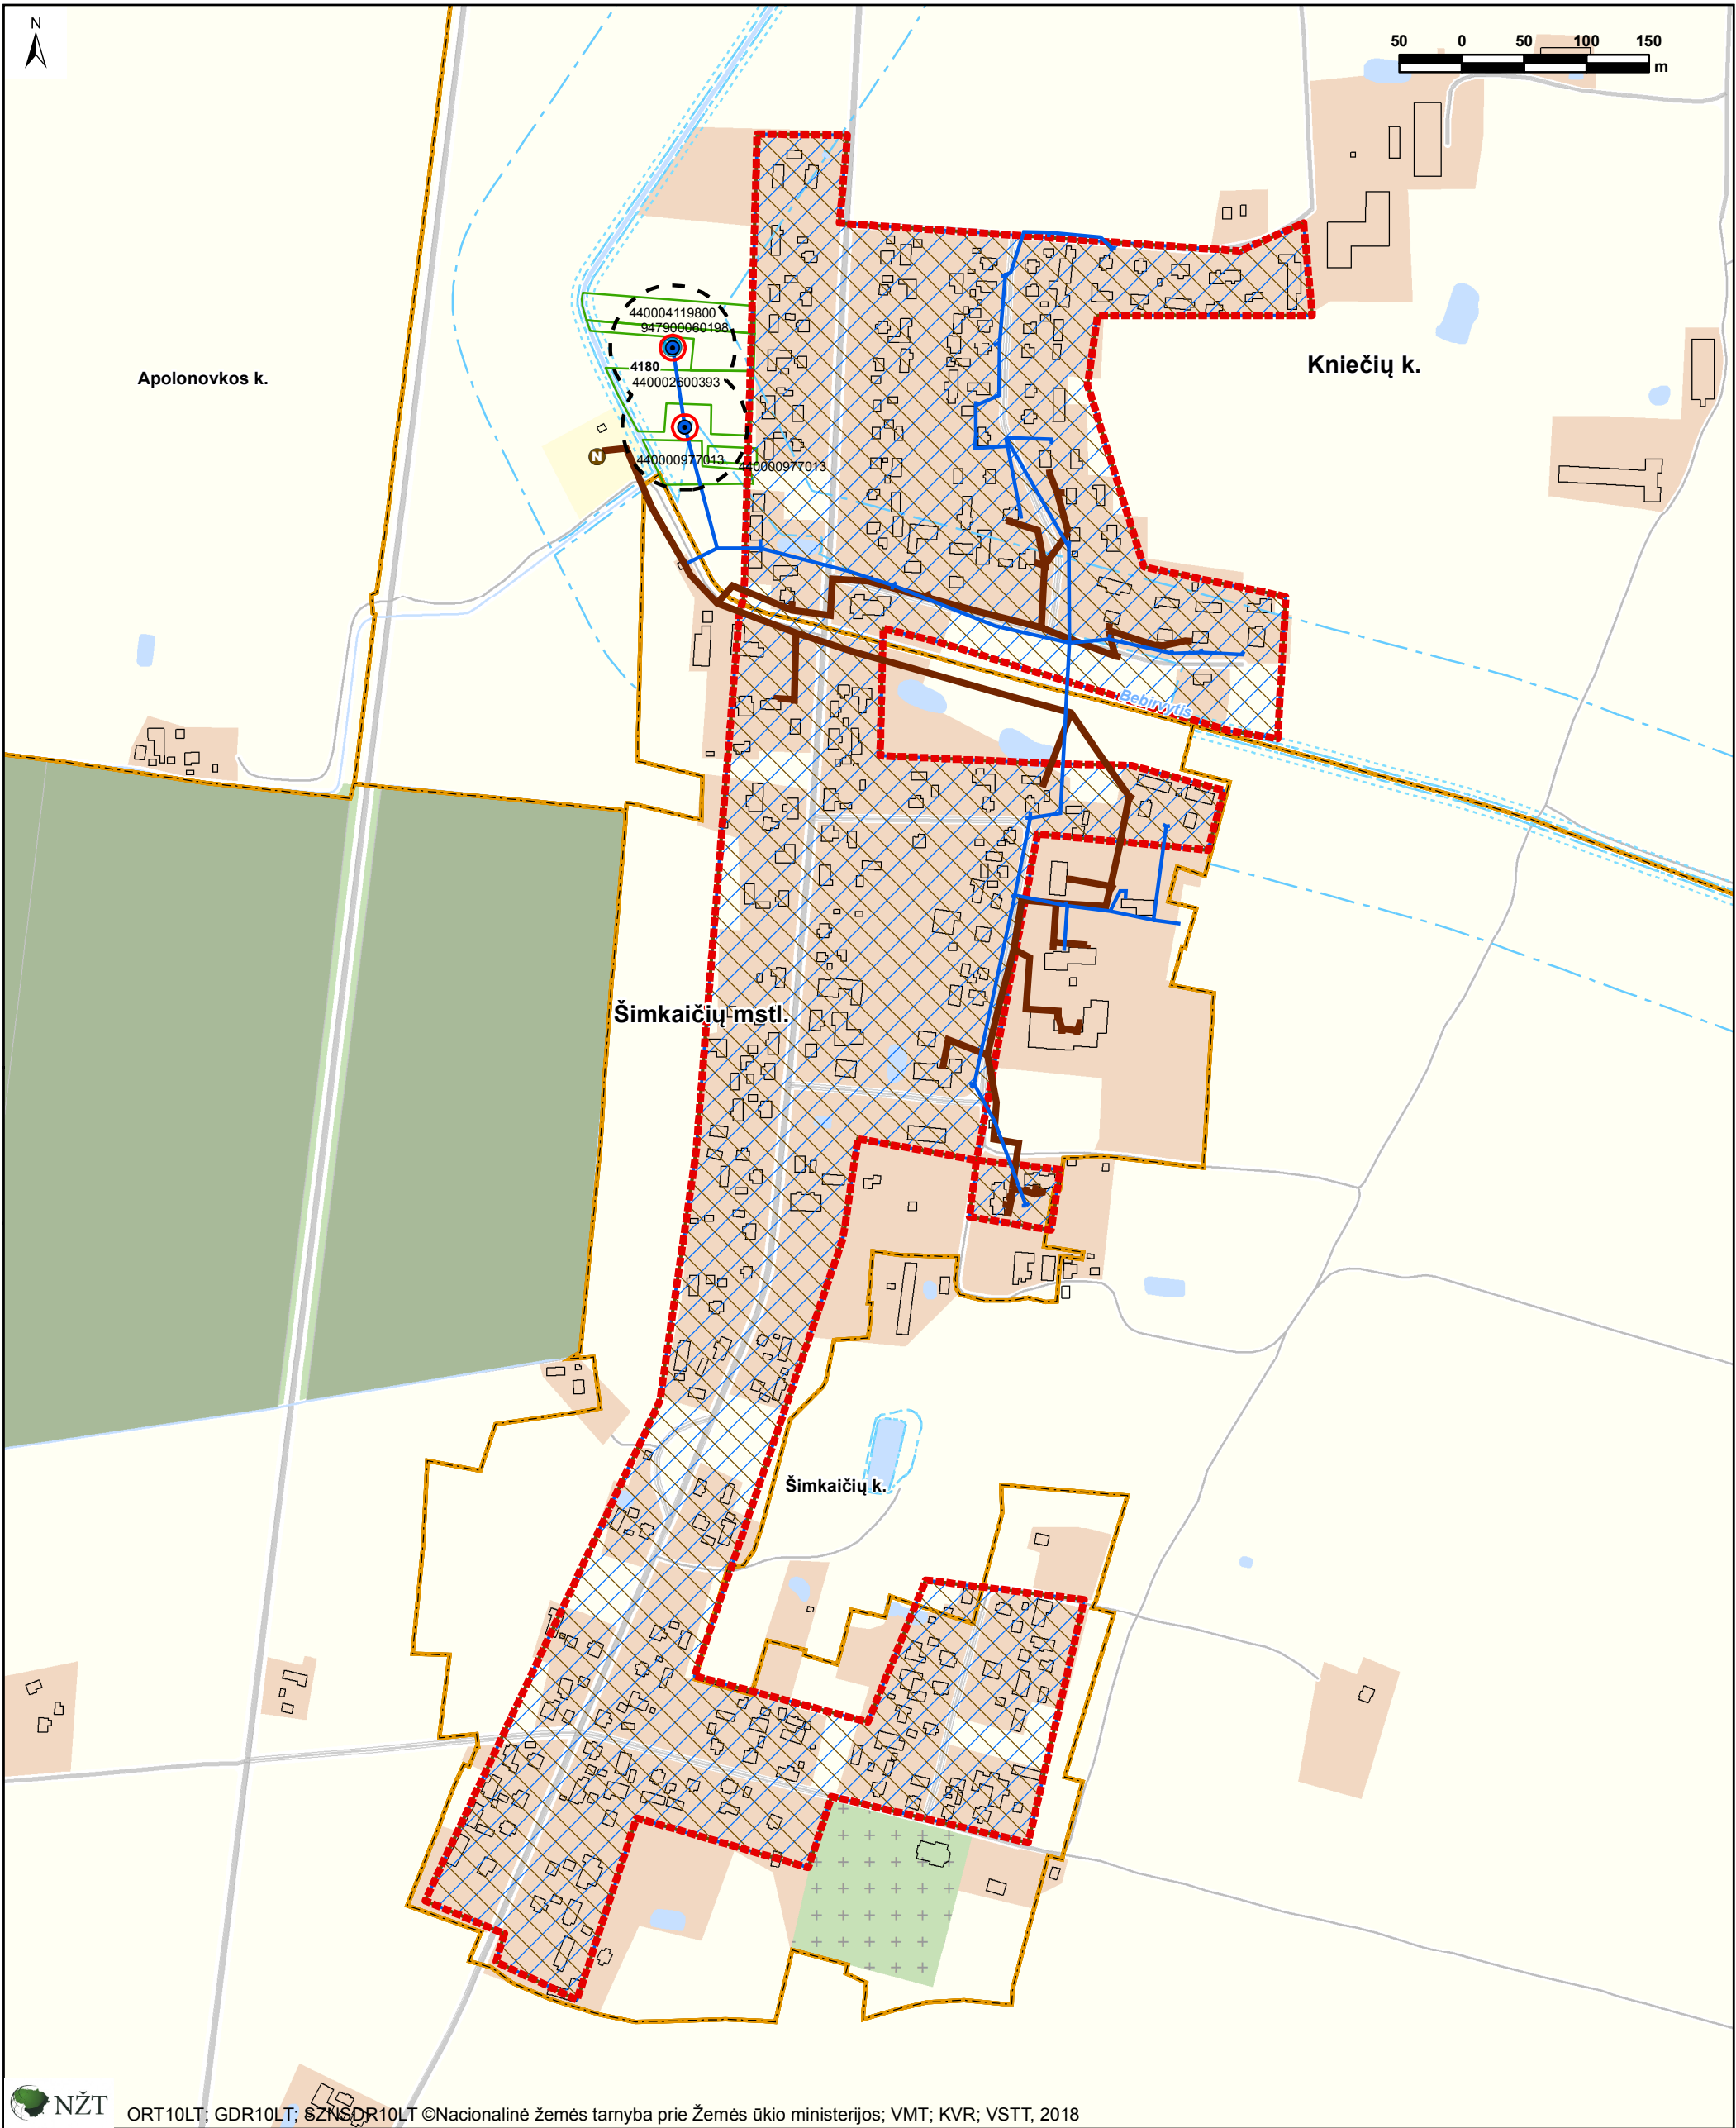 N
50 0 50 100 150
m
440004119800
947900060198
4180
440002600393
Apolonovkos k.
Kniečių k.
N
440000977013
440000977013
Bebirvytis
Šimkaičių mstl.
Šimkaičių k.
NŽT
ORT10LT; GDR10LT; SZNSDR10LT ©Nacionalinė žemės tarnyba prie Žemės ūkio ministerijos; VMT; KVR; VSTT, 2018